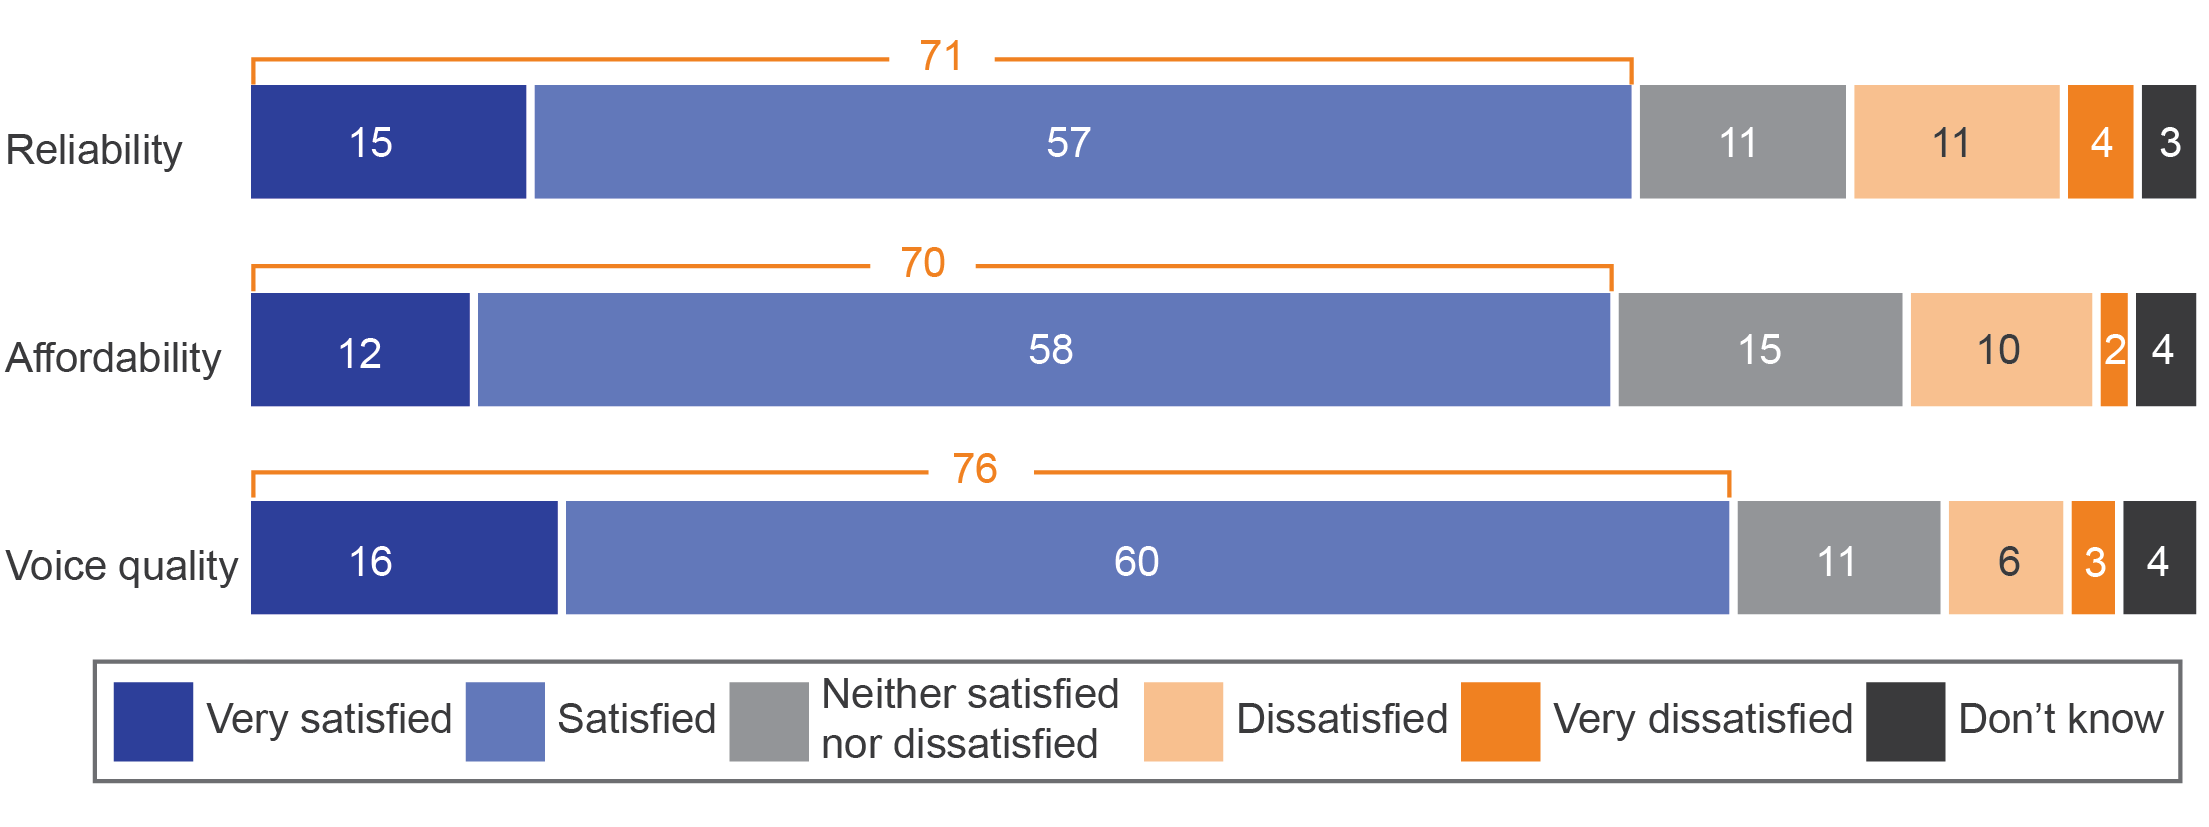 71
Reliability 15 57 11 11 4 3
70
Affordability 12 58 15 10 2 4
76
Voice quality 16 60 11 6 3 4
Very satisfied Satisfied Neither satisfied nor dissatisfied Dissatisfied Very dissatisfied Don’t know